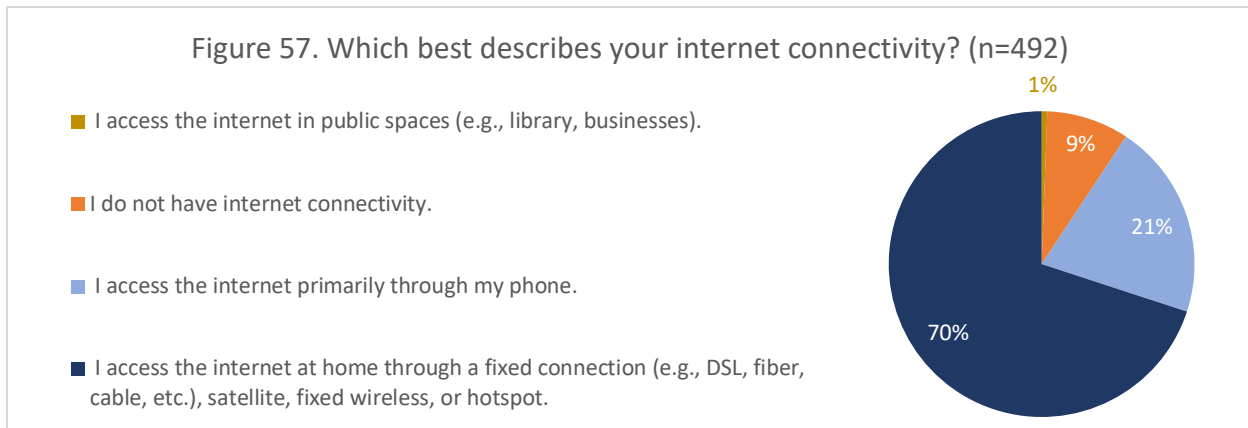 Figure 57. Which best describes your internet connectivity? (n=492)
1%
I access the internet in public spaces (e.g., library, businesses).
9%
I do not have internet connectivity.
21%
I access the internet primarily through my phone.
70%
I access the internet at home through a fixed connection (e.g., DSL, fiber,
cable, etc.), satellite, fixed wireless, or hotspot.